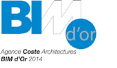 BIM
d'or
Agence Coste Architectures
BIM d'Or 2014